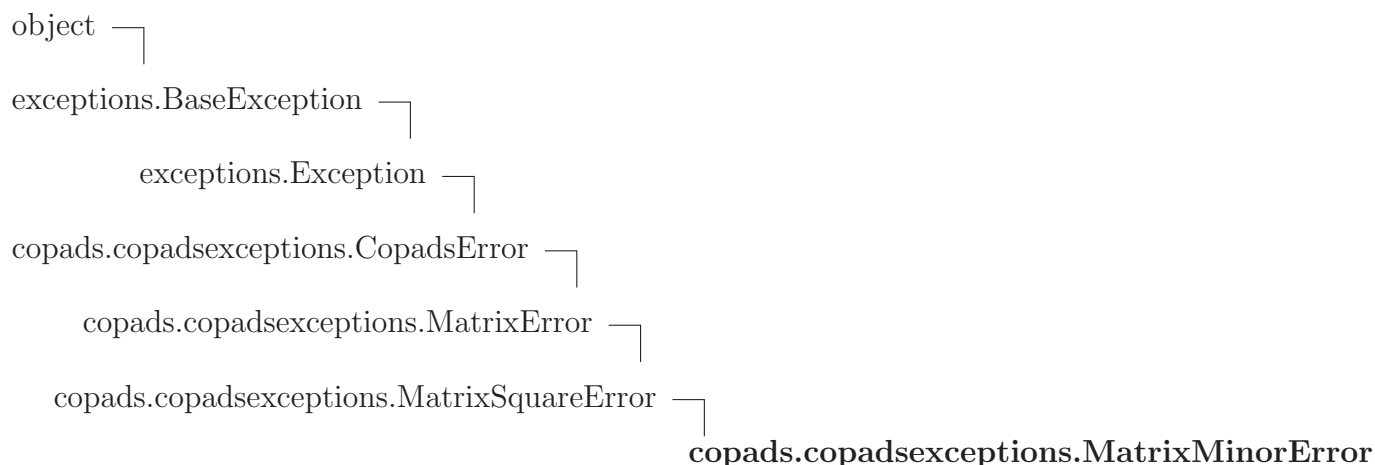 object
exceptions.BaseException
exceptions.Exception
copads.copadsexceptions.CopadsError
copads.copadsexceptions.MatrixError
copads.copadsexceptions.MatrixSquareError
copads.copadsexceptions.MatrixMinorError